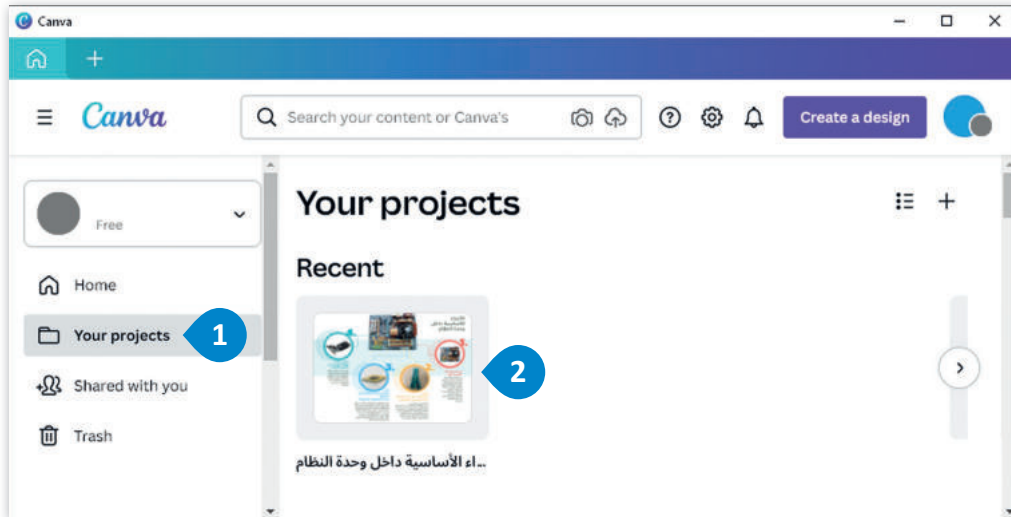 Canva
Canva
Search your content or Canva's
Create a design
Free
Home
Your projects
1
Shared with you
Trash
Your projects
Recent
2
...اء الأساسية داخل وحدة النظام